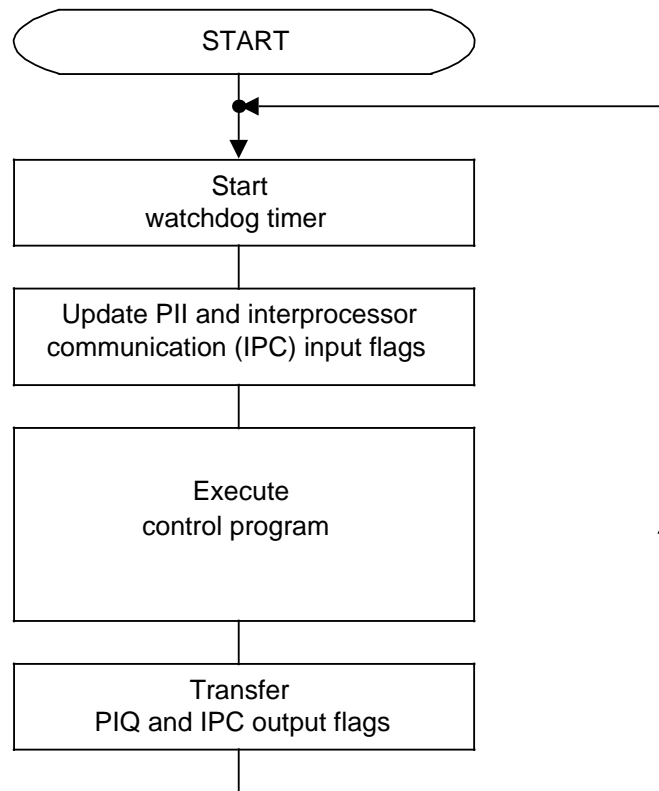 START
Start
watchdog timer
Update PII and interprocessor
communication (IPC) input flags
Execute
control program
Transfer
PIQ and IPC output flags